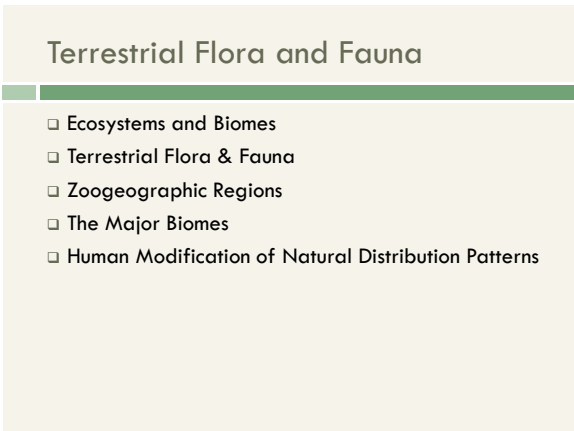 Terrestrial Flora and Fauna
Ecosystems and Biomes
Terrestrial Flora & Fauna
Zoogeographic Regions
The Major Biomes
Human Modification of Natural Distribution Patterns